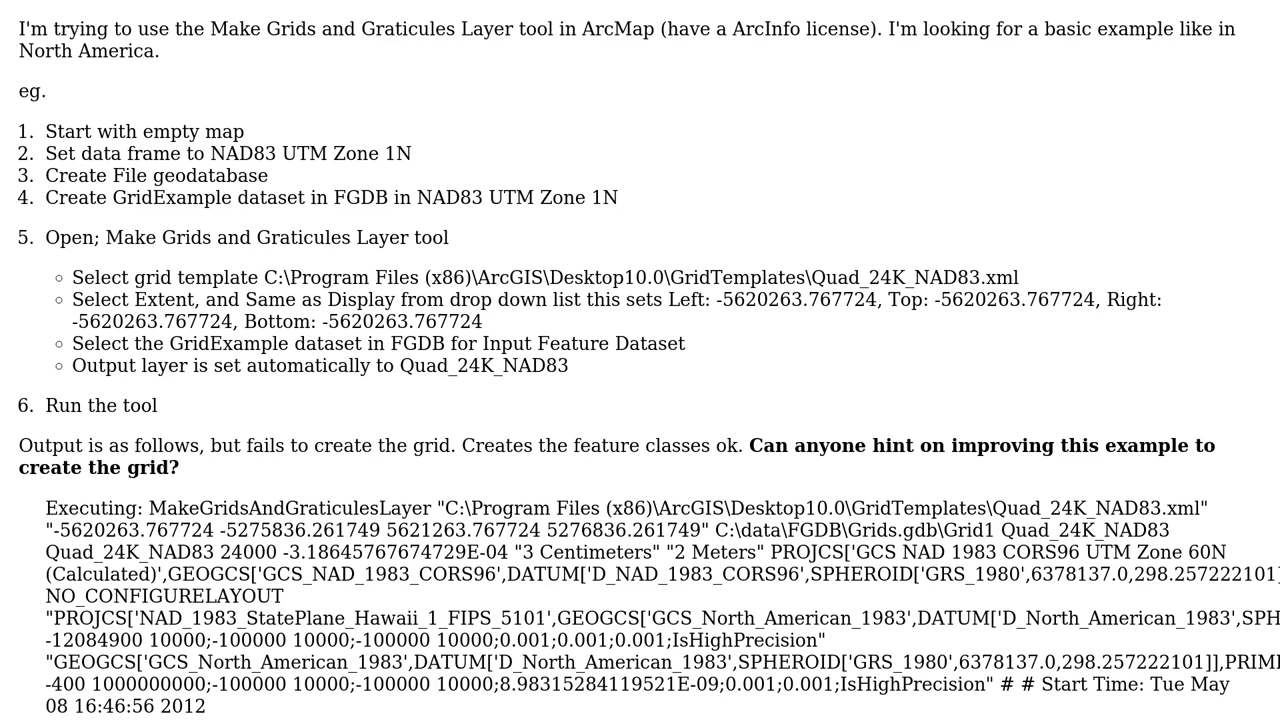 I'm trying to use the Make Grids and Graticules Layer tool in ArcMap (have a ArcInfo license). I'm looking for a basic example like in
North America.
eg.
1. Start with empty map
2. Set data frame to NAD83 UTM Zone 1N
3. Create File geodatabase
4. Create GridExample dataset in FGDB in NAD83 UTM Zone 1N
5. Open; Make Grids and Graticules Layer tool
◦ Select grid template C:\Program Files (x86)\ArcGIS\Desktop10.0\GridTemplates\Quad_24K_NAD83.xml
◦ Select Extent, and Same as Display from drop down list this sets Left: -5620263.767724, Top: -5620263.767724, Right:
-5620263.767724, Bottom: -5620263.767724
◦ Select the GridExample dataset in FGDB for Input Feature Dataset
◦ Output layer is set automatically to Quad_24K_NAD83
6. Run the tool
Output is as follows, but fails to create the grid. Creates the feature classes ok. Can anyone hint on improving this example to
create the grid?
Executing: MakeGridsAndGraticulesLayer "C:\Program Files (x86)\ArcGIS\Desktop10.0\GridTemplates\Quad_24K_NAD83.xml"
"-5620263.767724 -5275836.261749 5621263.767724 5276836.261749" C:\data\FGDB\Grids.gdb\Grid1 Quad_24K_NAD83
Quad_24K_NAD83 24000 -3.18645767674729E-04 "3 Centimeters" "2 Meters" PROJCS['GCS NAD 1983 CORS96 UTM Zone 60N
(Calculated)',GEOGCS['GCS_NAD_1983_CORS96',DATUM['D_NAD_1983_CORS96',SPHEROID['GRS_1980',6378137.0,298.257222101]
NO_CONFIGURELAYOUT
"PROJCS['NAD_1983_StatePlane_Hawaii_1_FIPS_5101',GEOGCS['GCS_North_American_1983',DATUM['D_North_American_1983',SPH
-12084900 10000;-100000 10000;-100000 10000;0.001;0.001;0.001;IsHighPrecision"
"GEOGCS['GCS_North_American_1983',DATUM['D_North_American_1983',SPHEROID['GRS_1980',6378137.0,298.257222101]],PRIM
-400 1000000000;-100000 10000;-100000 10000;8.98315284119521E-09;0.001;0.001;IsHighPrecision" # # Start Time: Tue May
08 16:46:56 2012